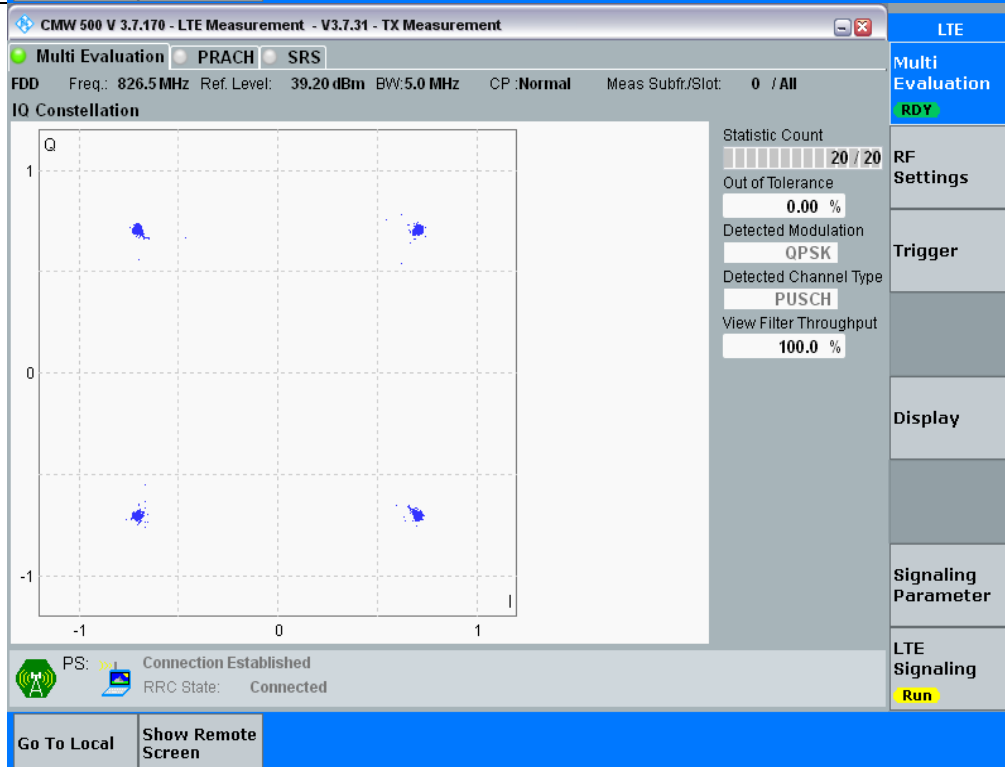 CMW 500 V 3.7.170 - LTE Measurement - V3.7.31 - TX Measurement
LTE
Multi Evaluation PRACH SRS
FDD Freq.: 826.5 MHz Ref. Level: 39.20 dBm BW:5.0 MHz CP :Normal Meas Subfr./Slot: 0 / All
IQ Constellation
Q
1
0
-1
-1 0 1
I
Statistic Count
20 / 20
Out of Tolerance
0.00 %
Detected Modulation
QPSK
Detected Channel Type
PUSCH
View Filter Throughput
100.0 %
Multi
Evaluation
RDY
RF
Settings
Trigger
Display
Signaling
Parameter
LTE
Signaling
Run
PS: Connection Established
RRC State: Connected
Go To Local
Show Remote
Screen